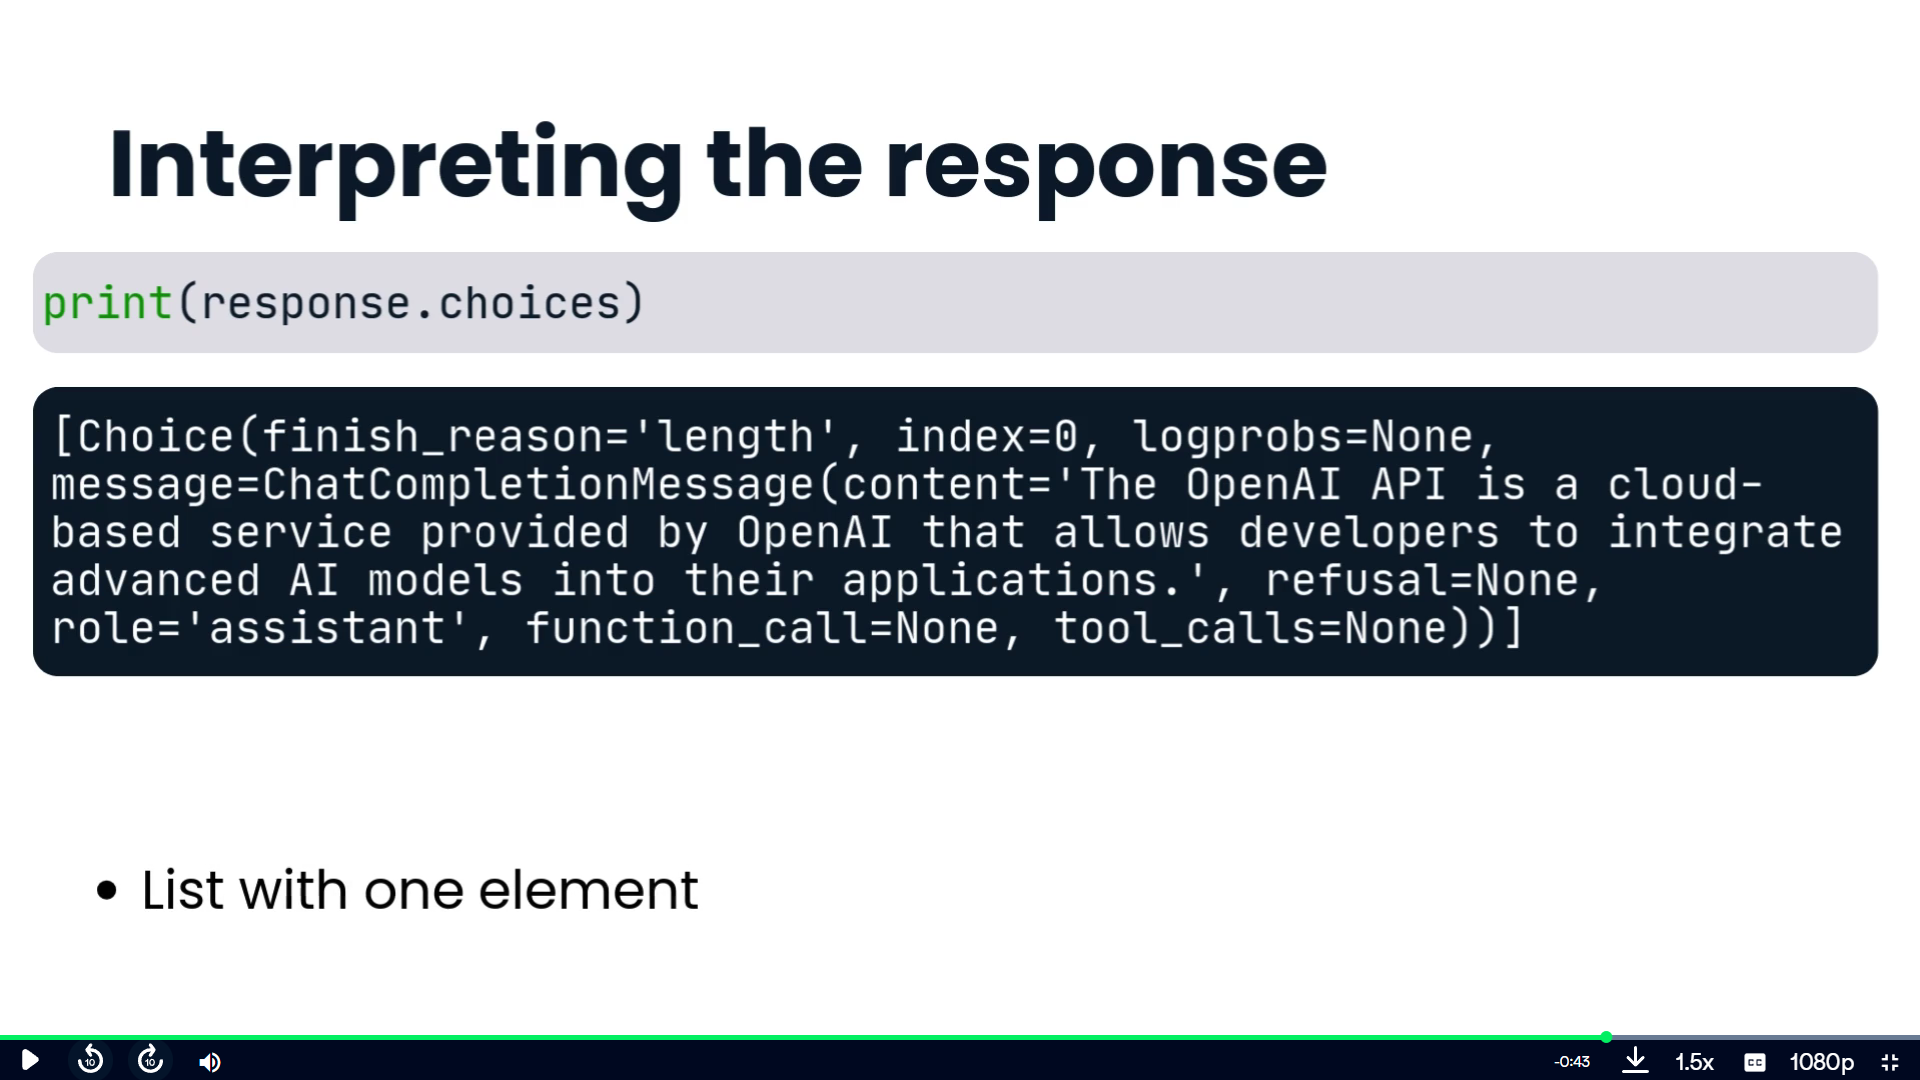 Interpreting the response
print(response.choices)
[Choice(finish_reason='length', index=0, logprobs=None,
message=ChatCompletionMessage(content='The OpenAI API is a cloud-
based service provided by OpenAI that allows developers to integrate
advanced AI models into their applications.', refusal=None,
role='assistant', function_call=None, tool_calls=None))]
• List with one element
10 10 -0:43 1.5x CC 1080p